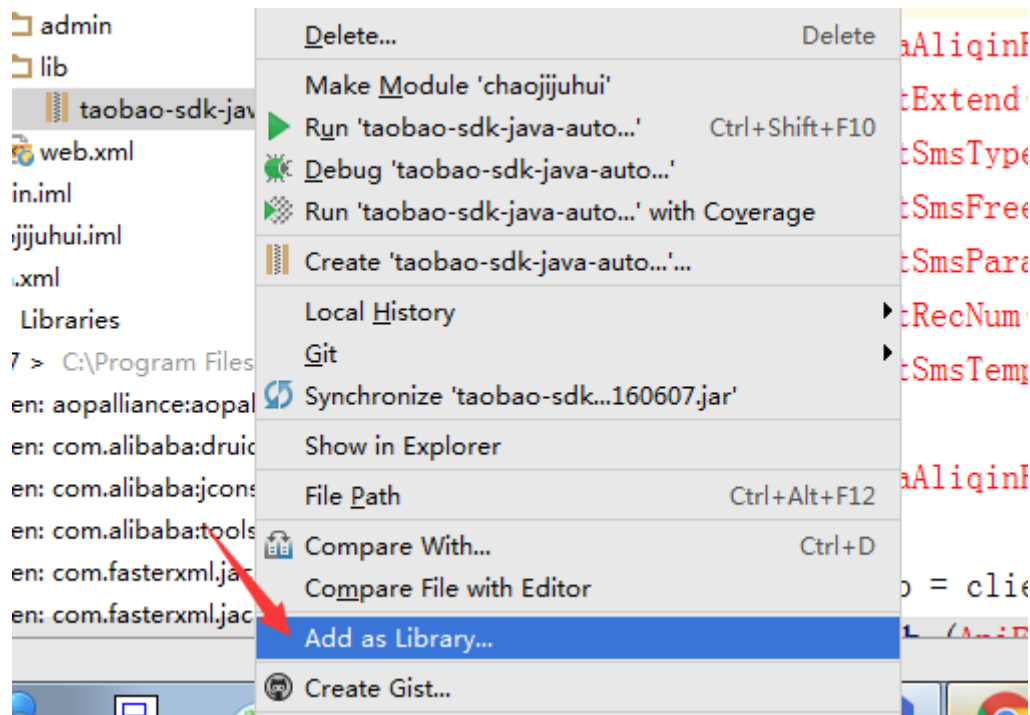 admin
lib
taobao-sdk-jav
web.xml
in.iml
jijuhui.iml
.xml
Libraries
7 > C:\Program Files
en: aopalliance:aopal
en: com.alibaba:druid
en: com.alibaba:jcons
en: com.alibaba:tools
en: com.fasterxml.jac
en: com.fasterxml.jac
Delete... Delete
Make Module 'chaojijuhui'
Run 'taobao-sdk-java-auto...' Ctrl+Shift+F10
Debug 'taobao-sdk-java-auto...'
Run 'taobao-sdk-java-auto...' with Coverage
Create 'taobao-sdk-java-auto...'...
Local History
Git
Synchronize 'taobao-sdk...160607.jar'
Show in Explorer
File Path Ctrl+Alt+F12
Compare With... Ctrl+D
Compare File with Editor
Add as Library...
Create Gist...
aAliqin
tExtend
tSmsType
tSmsFree
tSmsPara
tRecNum
tSmsTemp
aAliqin
= clie